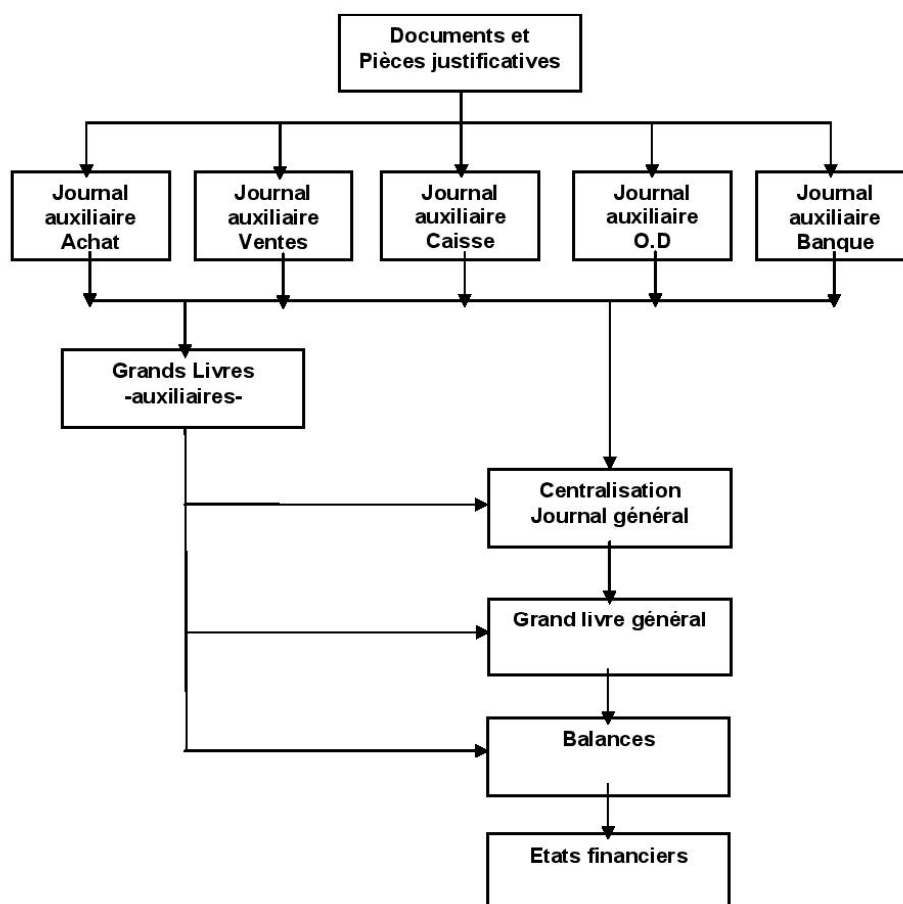 Documents et
Pièces justificatives
Journal
auxiliaire
Achat
Journal
auxiliaire
Ventes
Journal
auxiliaire
Caisse
Journal
auxiliaire
O.D
Journal
auxiliaire
Banque
Grands Livres
-auxiliaires-
Centralisation
Journal général
Grand livre général
Balances
Etats financiers